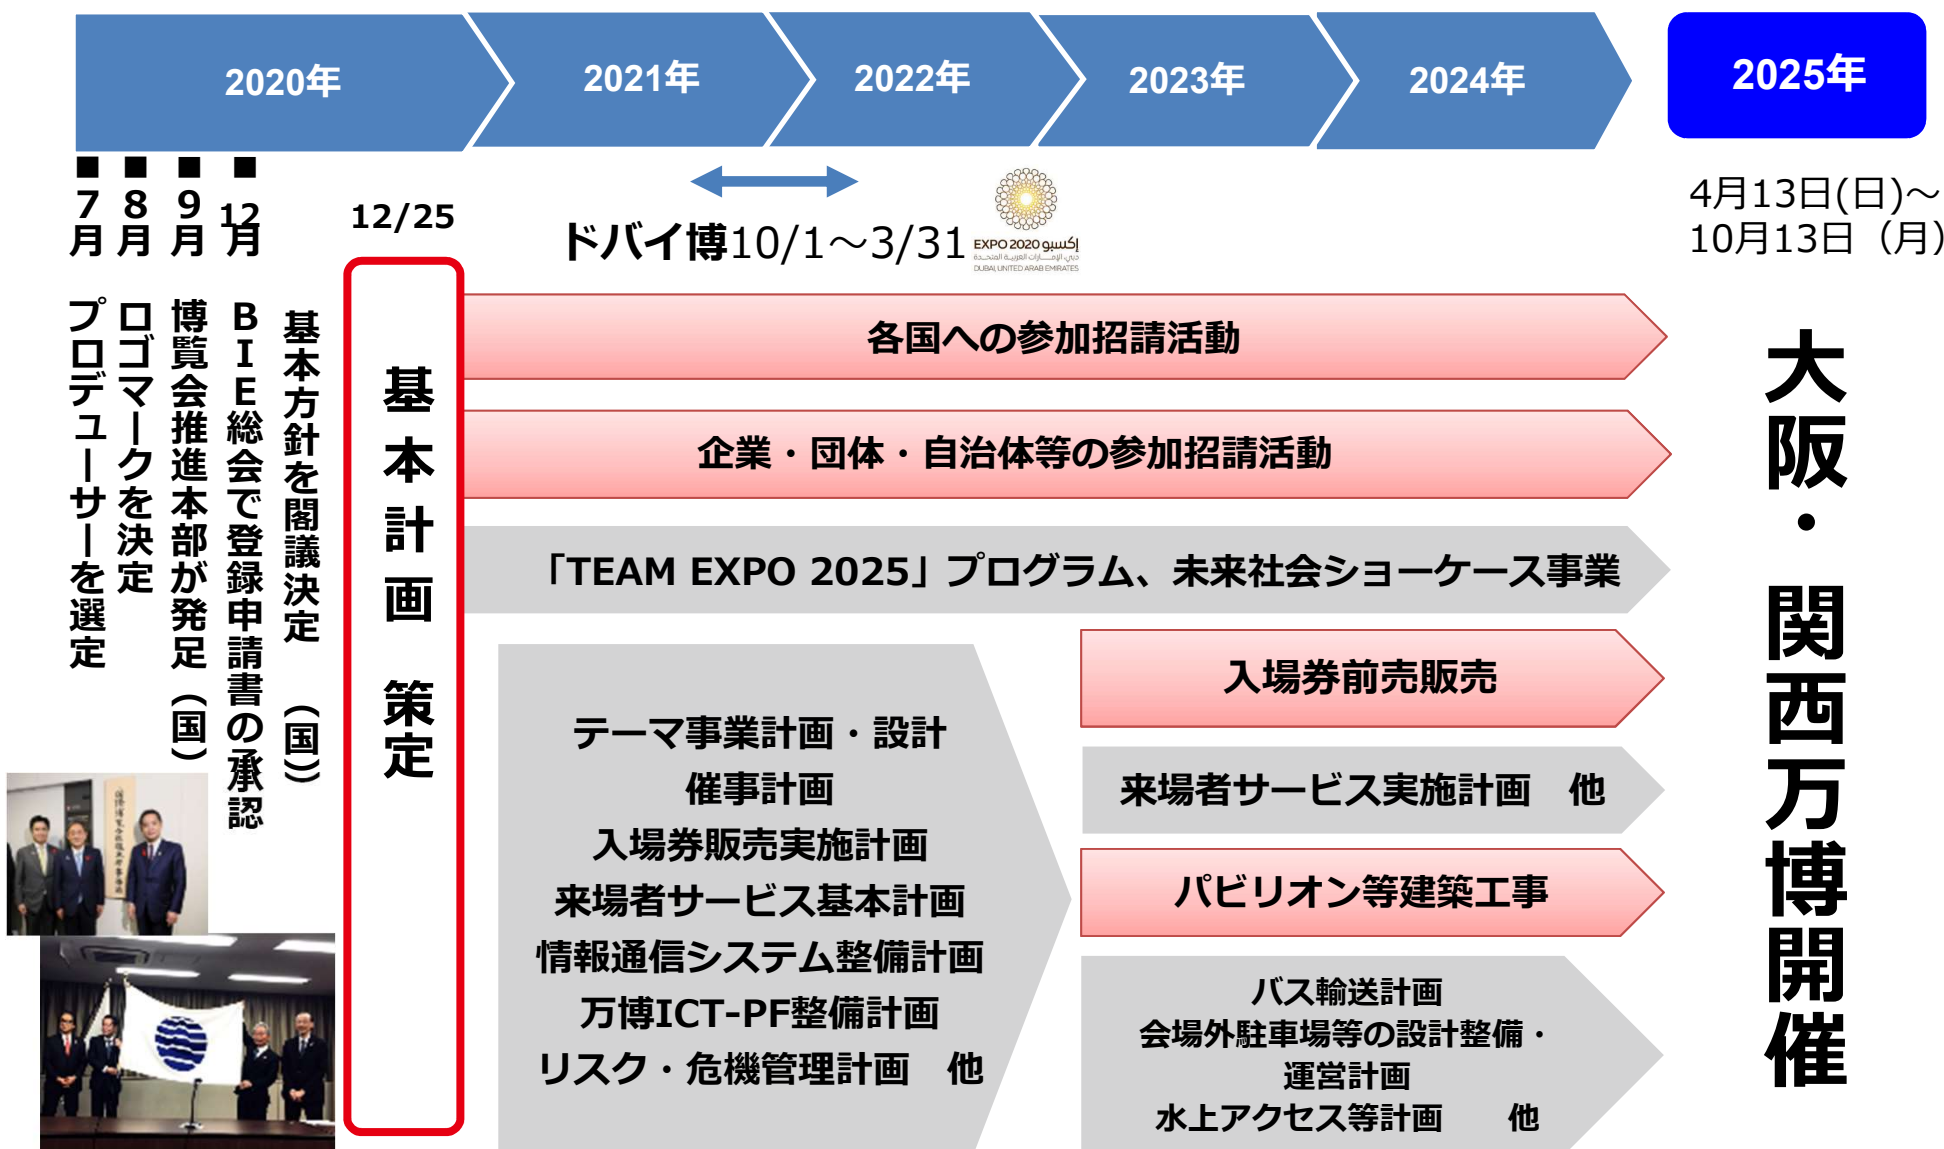 2020年
2021年
2022年
2023年
2024年
2025年
■7月 プロデューサーを選定
■8月 ロゴマークを決定
■9月 博覧会推進本部が発足（国）
■12月 BIE総会で登録申請書の承認
基本方針を閣議決定（国））
12/25
基本計画 策定
ドバイ博10/1～3/31
إكسبو EXPO 2020
دبي، الإمارات العربية المتحدة
DUBAI, UNITED ARAB EMIRATES
4月13日(日)～
10月13日（月）
各国への参加招請活動
企業・団体・自治体等の参加招請活動
「TEAM EXPO 2025」プログラム、未来社会ショーケース事業
テーマ事業計画・設計
催事計画
入場券販売実施計画
来場者サービス基本計画
情報通信システム整備計画
万博ICT-PF整備計画
リスク・危機管理計画　他
入場券前売販売
来場者サービス実施計画　他
パビリオン等建築工事
バス輸送計画
会場外駐車場等の設計整備・
運営計画
水上アクセス等計画　　他
大阪・関西万博開催